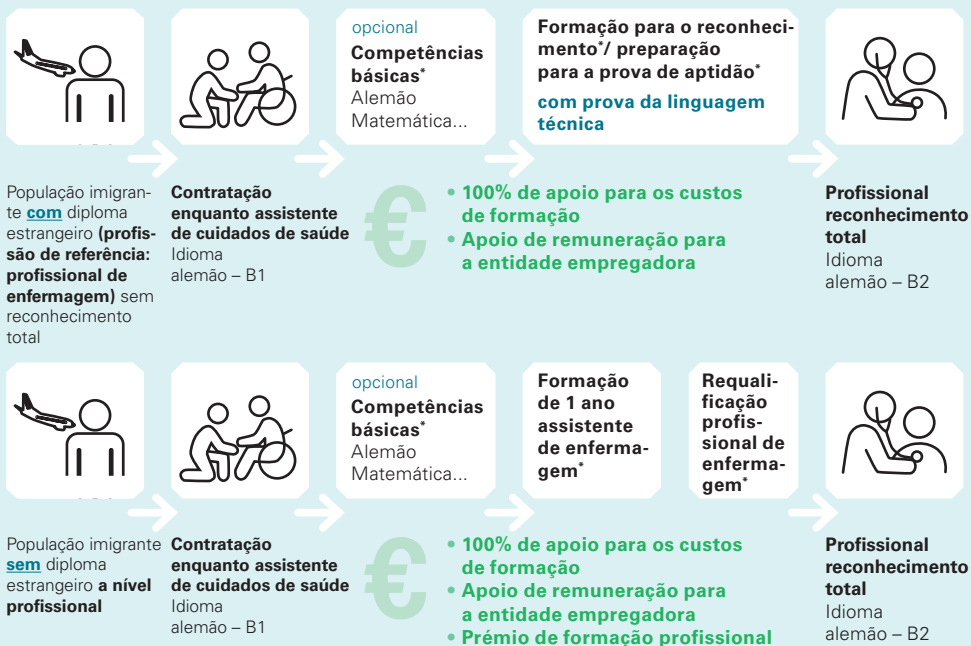 opcional
Competências
básicas*
Alemão
Matemática...
Formação para o reconheci-
mento*/ preparação
para a prova de aptidão*
com prova da linguagem
técnica
População imigran-
te com diploma
estrangeiro (profis-
são de referência:
profissional de
enfermagem) sem
reconhecimento
total
Contratação
enquanto assistente
de cuidados de saúde
Idioma
alemão – B1
€
• 100% de apoio para os custos
de formação
• Apoio de remuneração para
a entidade empregadora
Profissional
reconhecimento
total
Idioma
alemão – B2
opcional
Competências
básicas*
Alemão
Matemática...
Formação
de 1 ano
assistente
de enferma-
gem*
Requali-
ficação
profis-
sional de
enferma-
gem*
População imigrante
sem diploma
estrangeiro a nível
profissional
Contratação
enquanto assistente
de cuidados de saúde
Idioma
alemão – B1
€
• 100% de apoio para os custos
de formação
• Apoio de remuneração para
a entidade empregadora
• Prémio de formação profissional
Profissional
reconhecimento
total
Idioma
alemão – B2